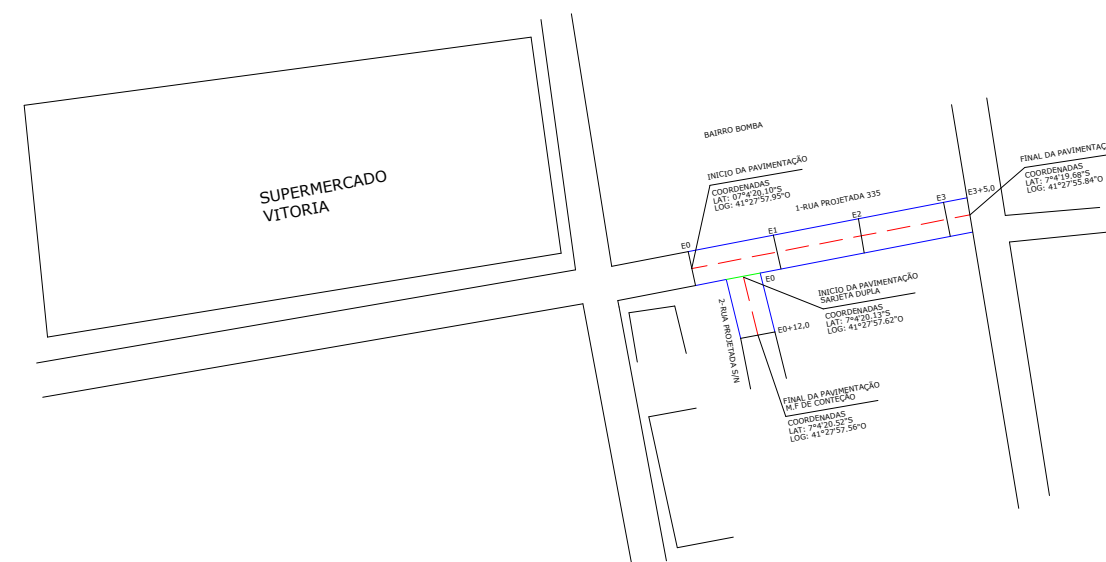 SUPERMERCADO
VITORIA
BAIRRO BOMBA
INICIO DA PAVIMENTAÇÃO
COORDENADAS
LAT: 07°4'20.10"S
LOG: 41°27'57.95"O
1-RUA PROJETADA 335
E0
E1
E2
E3
E3+5,0
FINAL DA PAVIMENTAÇ
COORDENADAS
LAT: 7°4'19.68"S
LOG: 41°27'55.84"O
E0
INICIO DA PAVIMENTAÇÃO
SARJETA DUPLA
COORDENADAS
LAT: 7°4'20.13"S
LOG: 41°27'57.62"O
2-RUA PROJETADA S/N
E0+12,0
FINAL DA PAVIMENTAÇÃO
M.F DE CONTEÇÃO
COORDENADAS
LAT: 7°4'20.52"S
LOG: 41°27'57.56"O